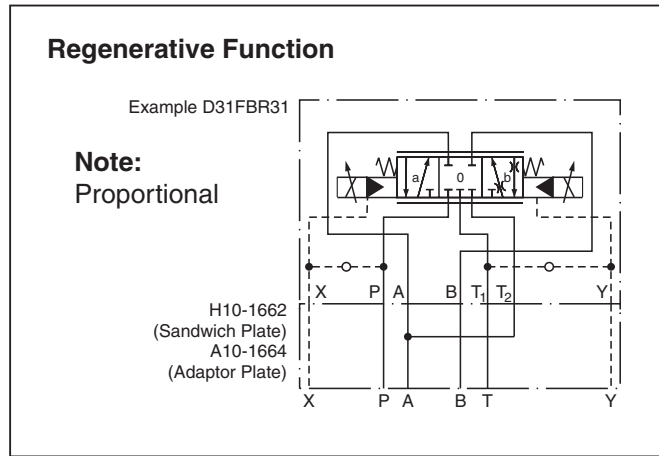 Regenerative Function
Example D31FBR31
Note:
Proportional
a 0 b
X P A B T1 T2 Y
H10-1662
(Sandwich Plate)
A10-1664
(Adaptor Plate)
X P A B T Y